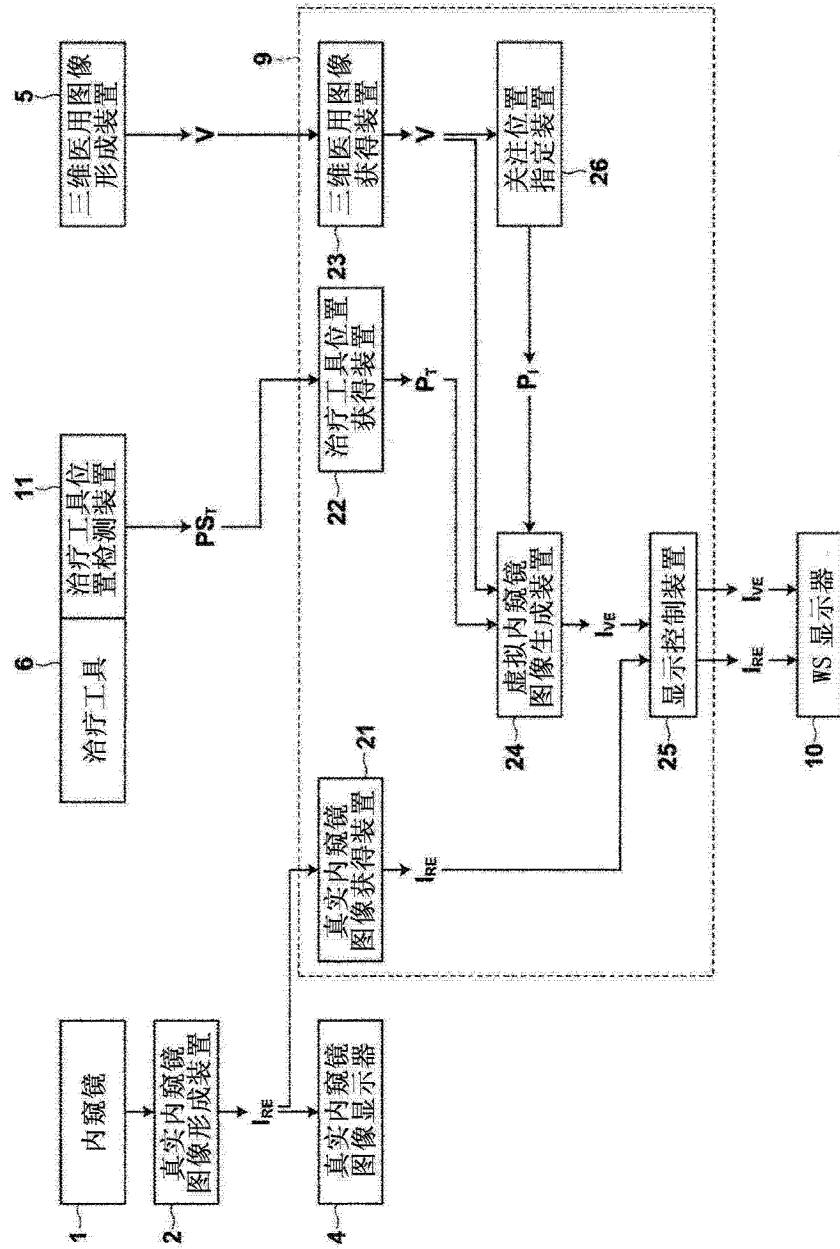 1
内窥镜
2
真实内窥镜
图像形成装置
I_RE
4
真实内窥镜
图像显示器
6
治疗工具
11
治疗工具位
置检测装置
PS_T
5
三维医用图像
形成装置
V
9
21
真实内窥镜
图像获得装置
I_RE
22
治疗工具位置
获得装置
P_T
23
三维医用图像
获得装置
V
24
虚拟内窥镜
图像生成装置
I_VE
P_I
关注位置
指定装置
26
25
显示控制装置
I_RE
I_VE
10
WS 显示器